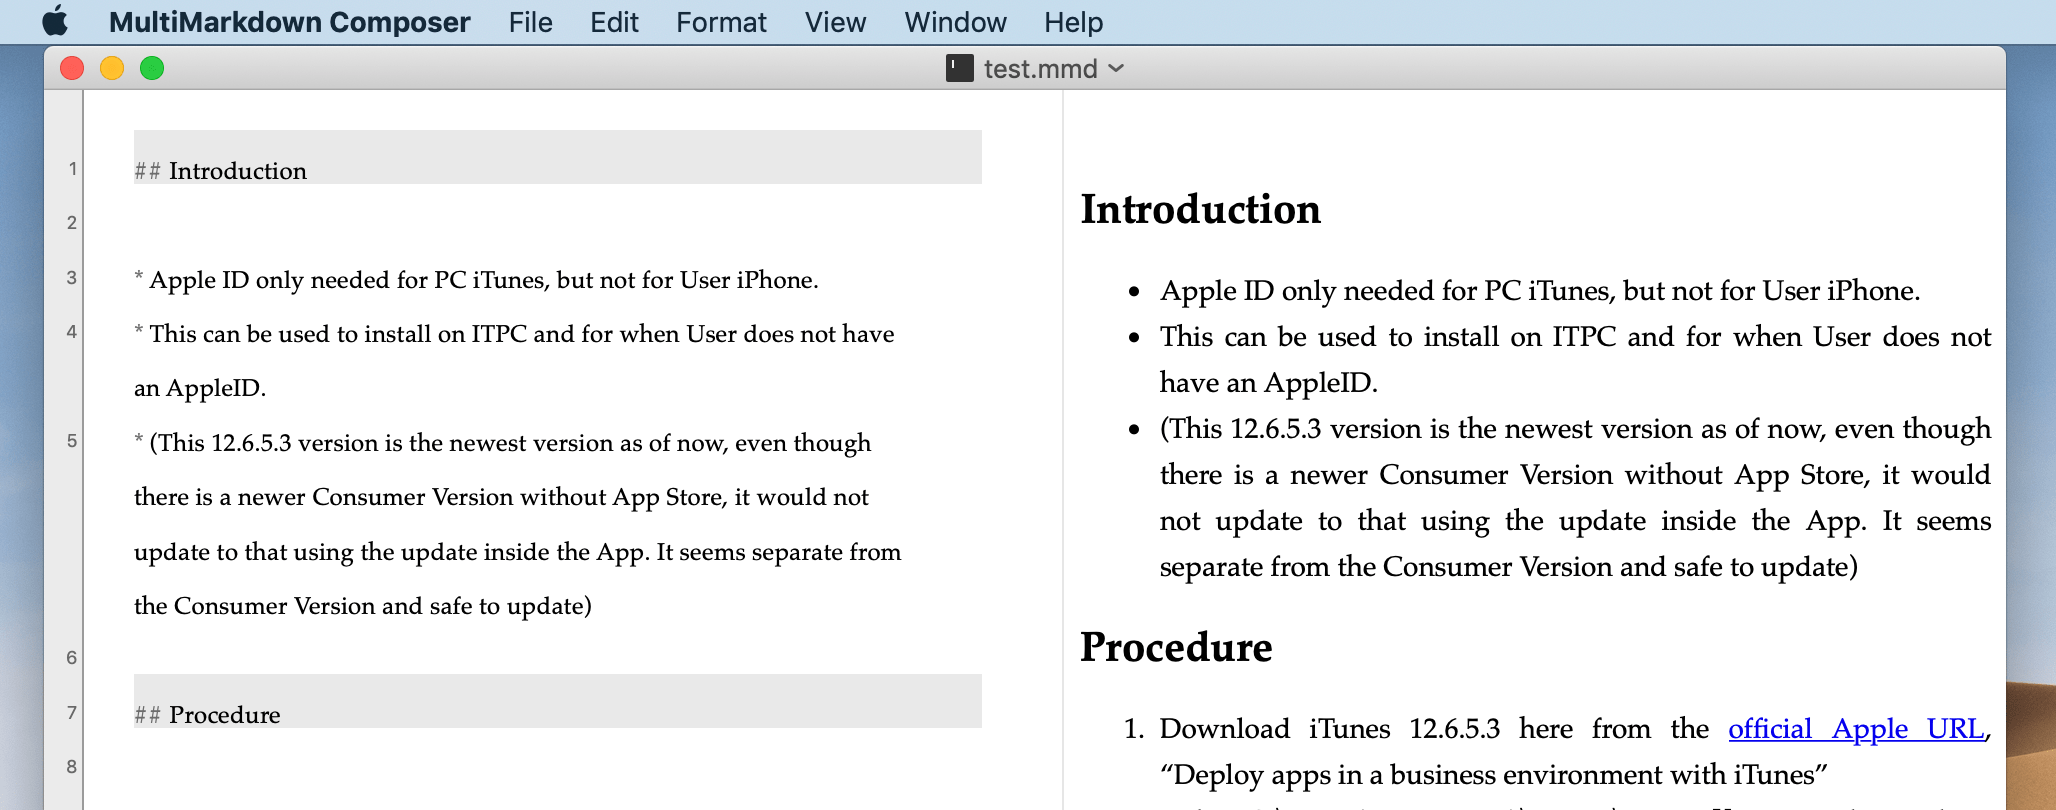 MultiMarkdown Composer File Edit Format View Window Help
test.mmd
1 ## Introduction
2
3 * Apple ID only needed for PC iTunes, but not for User iPhone.
4 * This can be used to install on ITPC and for when User does not have
an AppleID.
5 * (This 12.6.5.3 version is the newest version as of now, even though
there is a newer Consumer Version without App Store, it would not
update to that using the update inside the App. It seems separate from
the Consumer Version and safe to update)
6
7 ## Procedure
8
Introduction
• Apple ID only needed for PC iTunes, but not for User iPhone.
• This can be used to install on ITPC and for when User does not
have an AppleID.
• (This 12.6.5.3 version is the newest version as of now, even though
there is a newer Consumer Version without App Store, it would
not update to that using the update inside the App. It seems
separate from the Consumer Version and safe to update)
Procedure
1. Download iTunes 12.6.5.3 here from the official Apple URL,
“Deploy apps in a business environment with iTunes”